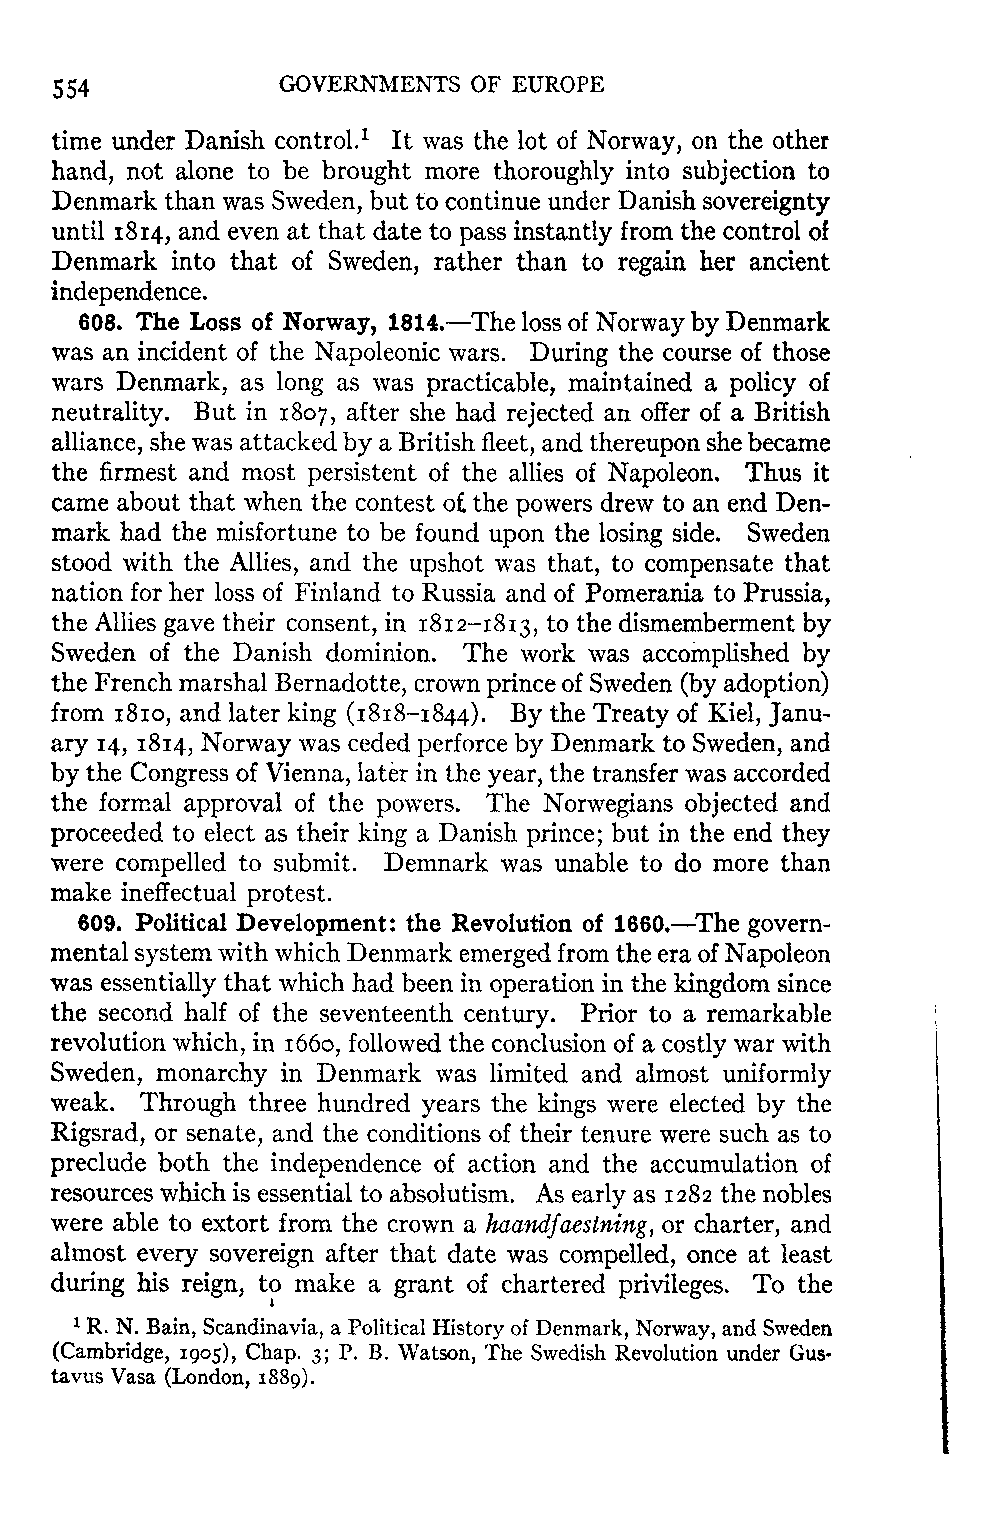 554 GOVERNMENTS OF EUROPE
time under Danish control.¹ It was the lot of Norway, on the other
hand, not alone to be brought more thoroughly into subjection to
Denmark than was Sweden, but to continue under Danish sovereignty
until 1814, and even at that date to pass instantly from the control of
Denmark into that of Sweden, rather than to regain her ancient
independence.
608. The Loss of Norway, 1814.—The loss of Norway by Denmark
was an incident of the Napoleonic wars. During the course of those
wars Denmark, as long as was practicable, maintained a policy of
neutrality. But in 1807, after she had rejected an offer of a British
alliance, she was attacked by a British fleet, and thereupon she became
the firmest and most persistent of the allies of Napoleon. Thus it
came about that when the contest of the powers drew to an end Den-
mark had the misfortune to be found upon the losing side. Sweden
stood with the Allies, and the upshot was that, to compensate that
nation for her loss of Finland to Russia and of Pomerania to Prussia,
the Allies gave their consent, in 1812–1813, to the dismemberment by
Sweden of the Danish dominion. The work was accomplished by
the French marshal Bernadotte, crown prince of Sweden (by adoption)
from 1810, and later king (1818–1844). By the Treaty of Kiel, Janu-
ary 14, 1814, Norway was ceded perforce by Denmark to Sweden, and
by the Congress of Vienna, later in the year, the transfer was accorded
the formal approval of the powers. The Norwegians objected and
proceeded to elect as their king a Danish prince; but in the end they
were compelled to submit. Demnark was unable to do more than
make ineffectual protest.
609. Political Development: the Revolution of 1660.—The govern-
mental system with which Denmark emerged from the era of Napoleon
was essentially that which had been in operation in the kingdom since
the second half of the seventeenth century. Prior to a remarkable
revolution which, in 1660, followed the conclusion of a costly war with
Sweden, monarchy in Denmark was limited and almost uniformly
weak. Through three hundred years the kings were elected by the
Rigsrad, or senate, and the conditions of their tenure were such as to
preclude both the independence of action and the accumulation of
resources which is essential to absolutism. As early as 1282 the nobles
were able to extort from the crown a haandfaestning, or charter, and
almost every sovereign after that date was compelled, once at least
during his reign, to make a grant of chartered privileges. To the
¹ R. N. Bain, Scandinavia, a Political History of Denmark, Norway, and Sweden
(Cambridge, 1905), Chap. 3; P. B. Watson, The Swedish Revolution under Gus-
tavus Vasa (London, 1889).